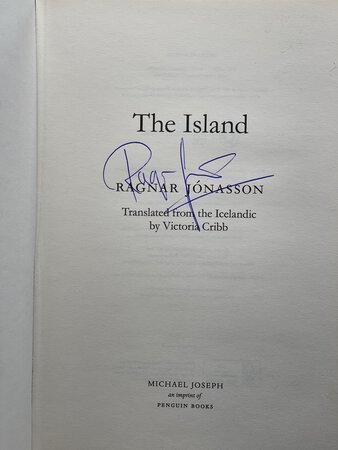 The Island
RAGNAR JÓNASSON
Translated from the Icelandic
by Victoria Cribb
MICHAEL JOSEPH
an imprint of
PENGUIN BOOKS